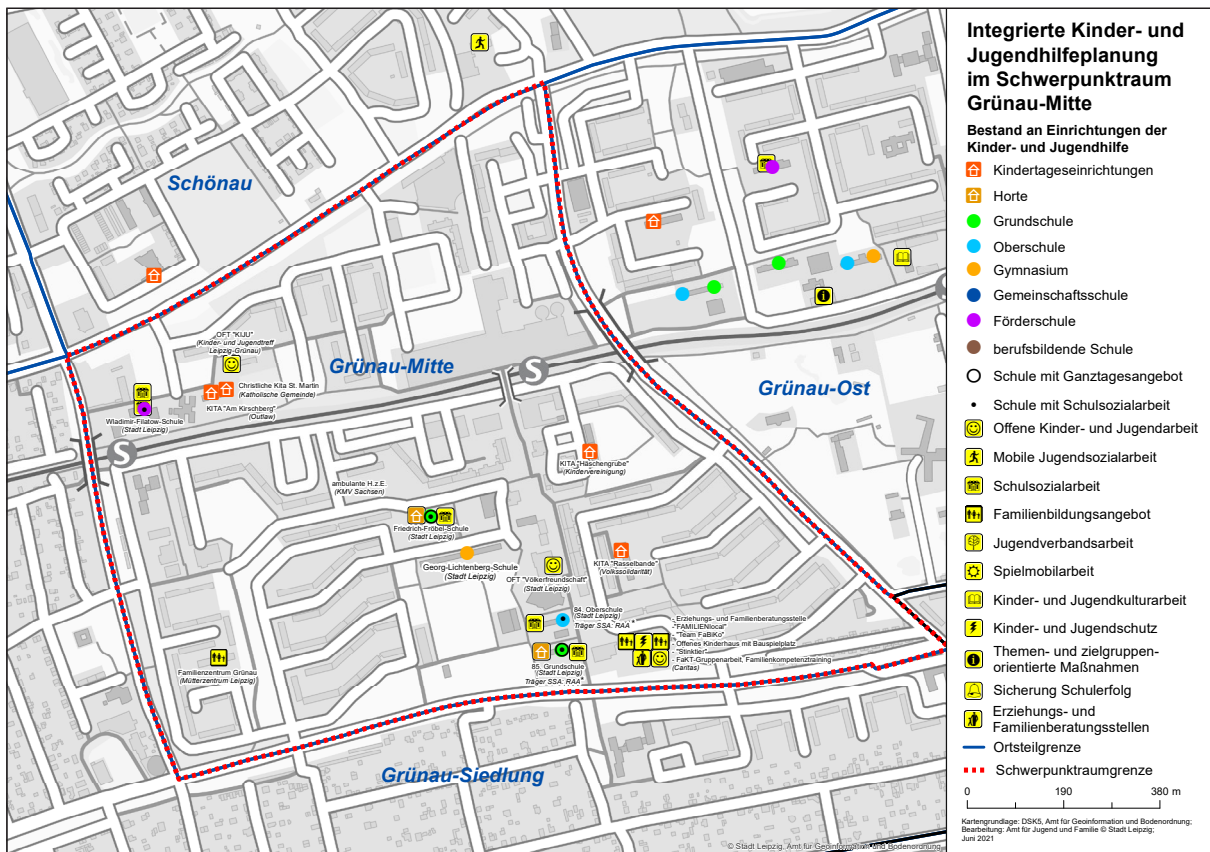 Integrierte Kinder- und
Jugendhilfeplanung
im Schwerpunktraum
Grünau-Mitte
Bestand an Einrichtungen der
Kinder- und Jugendhilfe
Kindertageseinrichtungen
Horte
Grundschule
Oberschule
Gymnasium
Gemeinschaftsschule
Förderschule
berufsbildende Schule
Schule mit Ganztagesangebot
Schule mit Schulsozialarbeit
Offene Kinder- und Jugendarbeit
Mobile Jugendsozialarbeit
Schulsozialarbeit
Familienbildungsangebot
Jugendverbandsarbeit
Spielmobilarbeit
Kinder- und Jugendkulturarbeit
Kinder- und Jugendschutz
Themen- und zielgruppen-
orientierte Maßnahmen
Sicherung Schulerfolg
Erziehungs- und
Familienberatungsstellen
Ortsteilgrenze
Schwerpunktraumgrenze
0 190 380 m
Kartengrundlage: DSK5, Amt für Geoinformation und Bodenordnung;
Bearbeitung: Amt für Jugend und Familie © Stadt Leipzig;
Juni 2021
Schönau
OFT "KIJU"
(Kinder- und Jugendtreff
Leipzig-Grünau)
Grünau-Mitte
S
Grünau-Ost
S
Christliche Kita St. Martin
(Katholische Gemeinde)
KITA "Am Kirschberg"
(Outlaw)
Wladimir-Filatow-Schule
(Stadt Leipzig)
S
KITA "Häschengrube"
(Kindervereinigung)
ambulante H.z.E.
(KMV Sachsen)
Friedrich-Fröbel-Schule
(Stadt Leipzig)
Georg-Lichtenberg-Schule
(Stadt Leipzig)
OFT "Völkerfreundschaft"
(Stadt Leipzig)
KITA "Rasselbande"
(Volkssolidarität)
84. Oberschule
(Stadt Leipzig)
Träger SSA: RAA"
- Erziehungs- und Familienberatungsstelle
- "FAMILIENlocal"
- "Team FaBiKo"
- Offenes Kinderhaus mit Bauspielplatz
- "Stinktier"
- FaKT-Gruppenarbeit, Familienkompetenztraining
(Caritas)
85. Grundschule
(Stadt Leipzig)
Träger SSA: RAA"
Familienzentrum Grünau
(Mütterzentrum Leipzig)
Grünau-Siedlung
© Stadt Leipzig, Amt für Geoinformation und Bodenordnung